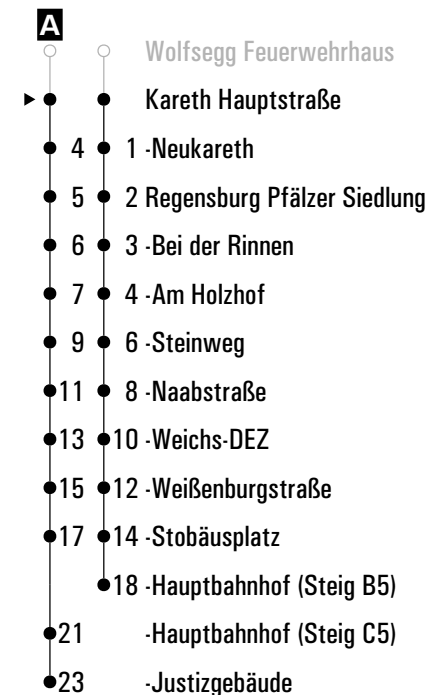 A
Wolfsegg Feuerwehrhaus
Kareth Hauptstraße
4 1 -Neukareth
5 2 Regensburg Pfälzer Siedlung
6 3 -Bei der Rinnen
7 4 -Am Holzhof
9 6 -Steinweg
11 8 -Naabstraße
13 10 -Weichs-DEZ
15 12 -Weißenburgstraße
17 14 -Stobäusplatz
18 -Hauptbahnhof (Steig B5)
21 -Hauptbahnhof (Steig C5)
23 -Justizgebäude